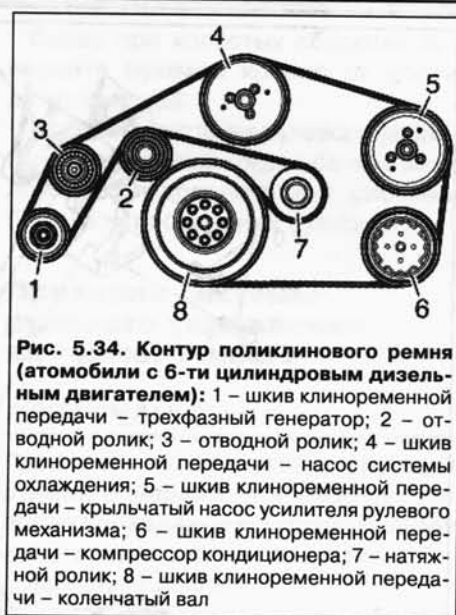 4
5
3
2
1
7
8
6
Рис. 5.34. Контур поликлинового ремня
(атомобили с 6-ти цилиндровым дизель-
ным двигателем): 1 – шкив клиноременной
передачи – трехфазный генератор; 2 – от-
водной ролик; 3 – отводной ролик; 4 – шкив
клиноременной передачи – насос системы
охлаждения; 5 – шкив клиноременной пере-
дачи – крыльчатый насос усилителя рулевого
механизма; 6 – шкив клиноременной пере-
дачи – компрессор кондиционера; 7 – натяж-
ной ролик; 8 – шкив клиноременной переда-
чи – коленчатый вал